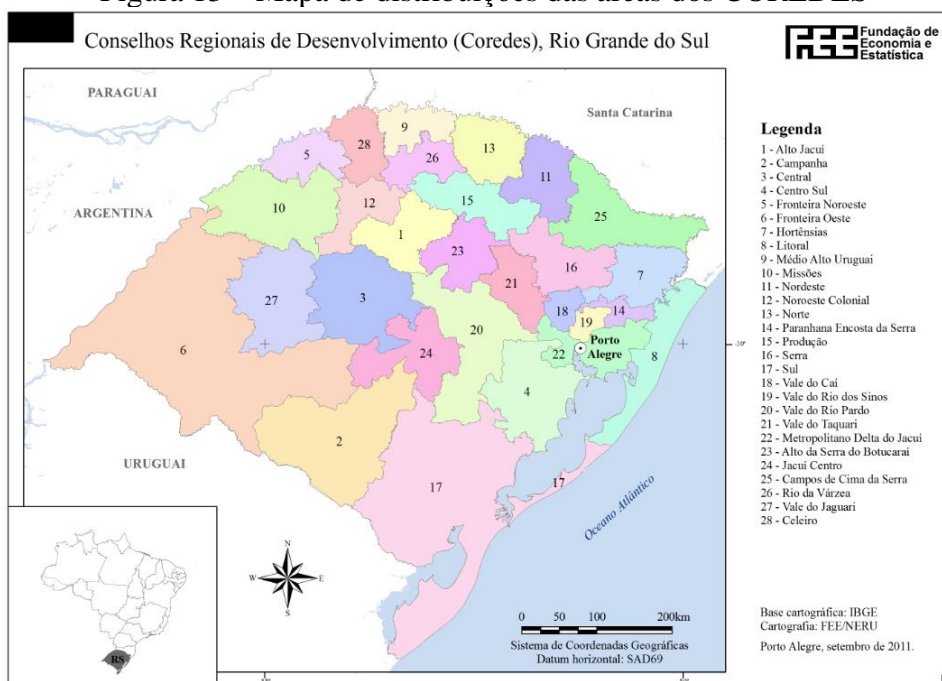 Figura 13 – Mapa de distribuições das áreas dos COREDES
Conselhos Regionais de Desenvolvimento (Coredes), Rio Grande do Sul
FEE Fundação de
Economia e
Estatística
PARAGUAI
Santa Catarina
ARGENTINA
URUGUAI
Oceano Atlântico
Porto
Alegre
9
28
5
26
13
11
12
15
10
25
1
23
16
7
21
27
3
18
14
19
20
6
24
22
8
4
2
17
17
-30°
Legenda
1 - Alto Jacuí
2 - Campanha
3 - Central
4 - Centro Sul
5 - Fronteira Noroeste
6 - Fronteira Oeste
7 - Hortênsias
8 - Litoral
9 - Médio Alto Uruguai
10 - Missões
11 - Nordeste
12 - Noroeste Colonial
13 - Norte
14 - Paranhana Encosta da Serra
15 - Produção
16 - Serra
17 - Sul
18 - Vale do Caí
19 - Vale do Rio dos Sinos
20 - Vale do Rio Pardo
21 - Vale do Taquari
22 - Metropolitano Delta do Jacuí
23 - Alto da Serra do Botucaraí
24 - Jacuí Centro
25 - Campos de Cima da Serra
26 - Rio da Várzea
27 - Vale do Jaguari
28 - Celeiro
RS
N
W E
S
0 50 100 200km
Sistema de Coordenadas Geográficas
Datum horizontal: SAD69
Base cartográfica: IBGE
Cartografia: FEE/NERU
Porto Alegre, setembro de 2011.